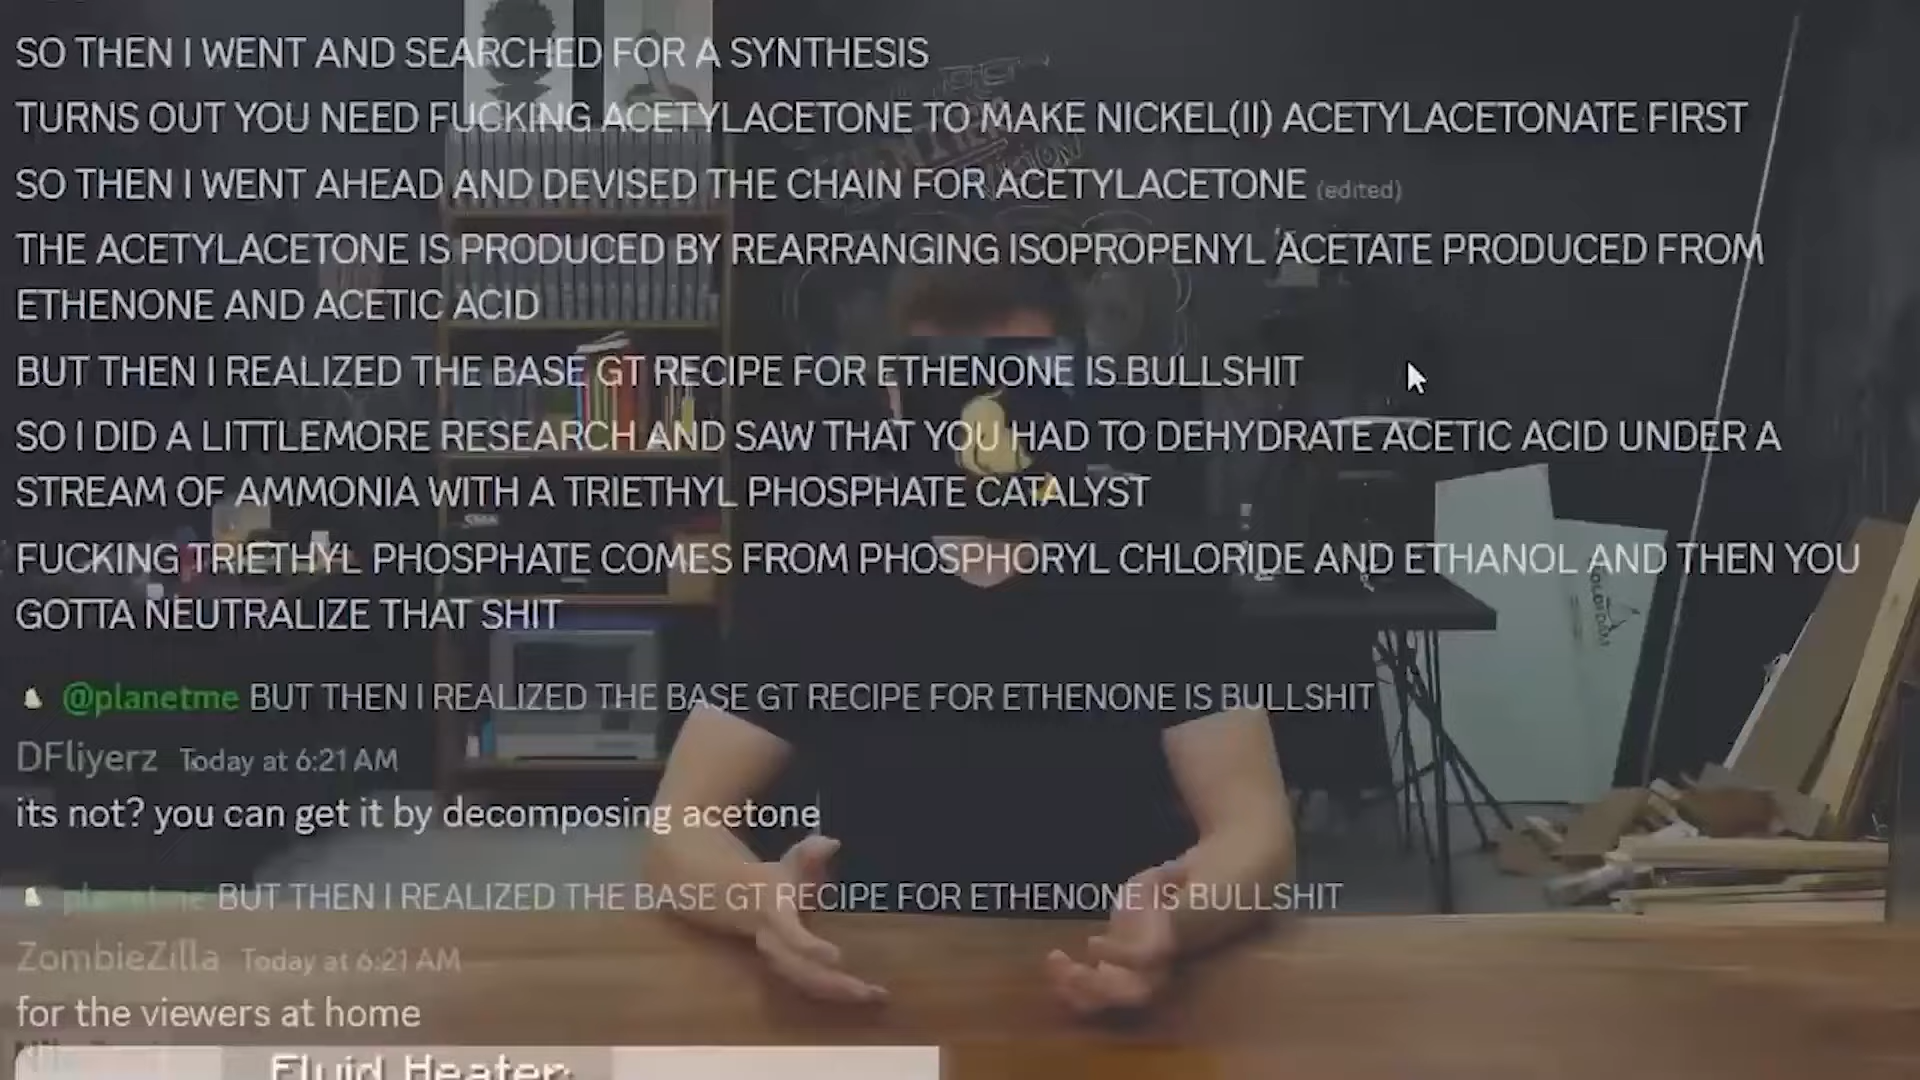 SO THEN I WENT AND SEARCHED FOR A SYNTHESIS
TURNS OUT YOU NEED FUCKING ACETYLACETONE TO MAKE NICKEL(II) ACETYLACETONATE FIRST
SO THEN I WENT AHEAD AND DEVISED THE CHAIN FOR ACETYLACETONE (edited)
THE ACETYLACETONE IS PRODUCED BY REARRANGING ISOPROPENYL ACETATE PRODUCED FROM
ETHENONE AND ACETIC ACID
BUT THEN I REALIZED THE BASE GT RECIPE FOR ETHENONE IS BULLSHIT
SO I DID A LITTLEMORE RESEARCH AND SAW THAT YOU HAD TO DEHYDRATE ACETIC ACID UNDER A
STREAM OF AMMONIA WITH A TRIETHYL PHOSPHATE CATALYST
FUCKING TRIETHYL PHOSPHATE COMES FROM PHOSPHORYL CHLORIDE AND ETHANOL AND THEN YOU
GOTTA NEUTRALIZE THAT SHIT
@planetme BUT THEN I REALIZED THE BASE GT RECIPE FOR ETHENONE IS BULLSHIT
DFliyerz Today at 6:21 AM
its not? you can get it by decomposing acetone
planetme BUT THEN I REALIZED THE BASE GT RECIPE FOR ETHENONE IS BULLSHIT
ZombieZilla Today at 6:21 AM
for the viewers at home
Fluid Heater